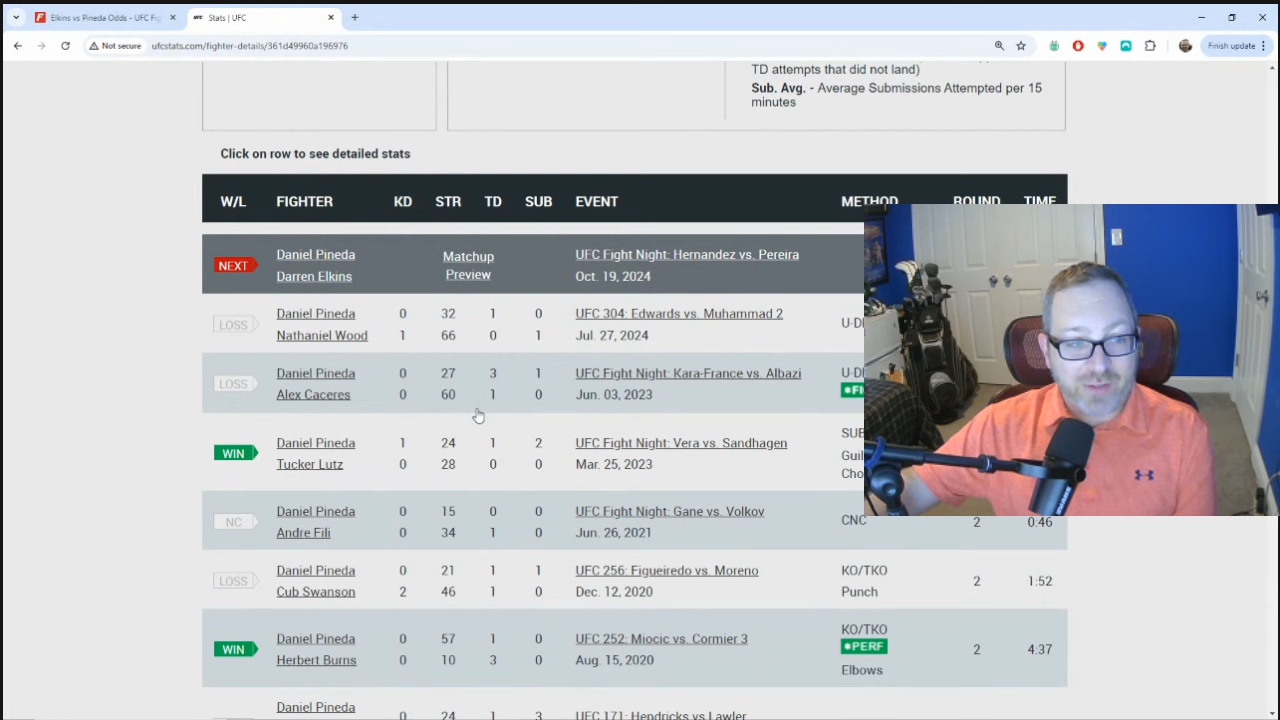 Elkins vs Pineda Odds - UFC Fig
Stats | UFC
Not secure
ufcstats.com/fighter-details/361d49960a196976
Finish update
TD attempts that did not land)
Sub. Avg. - Average Submissions Attempted per 15
minutes
Click on row to see detailed stats
W/L FIGHTER KD STR TD SUB EVENT METHOD ROUND TIME
NEXT
Daniel Pineda
Darren Elkins
Matchup
Preview
UFC Fight Night: Hernandez vs. Pereira
Oct. 19, 2024
LOSS
Daniel Pineda 0 32 1 0 UFC 304: Edwards vs. Muhammad 2
Nathaniel Wood 1 66 0 1 Jul. 27, 2024
LOSS
Daniel Pineda 0 27 3 1 UFC Fight Night: Kara-France vs. Albazi
Alex Caceres 0 60 1 0 Jun. 03, 2023
WIN
Daniel Pineda 1 24 1 2 UFC Fight Night: Vera vs. Sandhagen SUB
Tucker Lutz 0 28 0 0 Mar. 25, 2023
NC
Daniel Pineda 0 15 0 0 UFC Fight Night: Gane vs. Volkov CNC 2 0:46
Andre Fili 0 34 1 0 Jun. 26, 2021
LOSS
Daniel Pineda 0 21 1 1 UFC 256: Figueiredo vs. Moreno KO/TKO 2 1:52
Cub Swanson 2 46 1 0 Dec. 12, 2020 Punch
WIN
Daniel Pineda 0 57 1 0 UFC 252: Miocic vs. Cormier 3 KO/TKO 2 4:37
PERF
Herbert Burns 0 10 3 0 Aug. 15, 2020 Elbows
Daniel Pineda 24 1 3 UFC 171: Hendricks vs Lawler